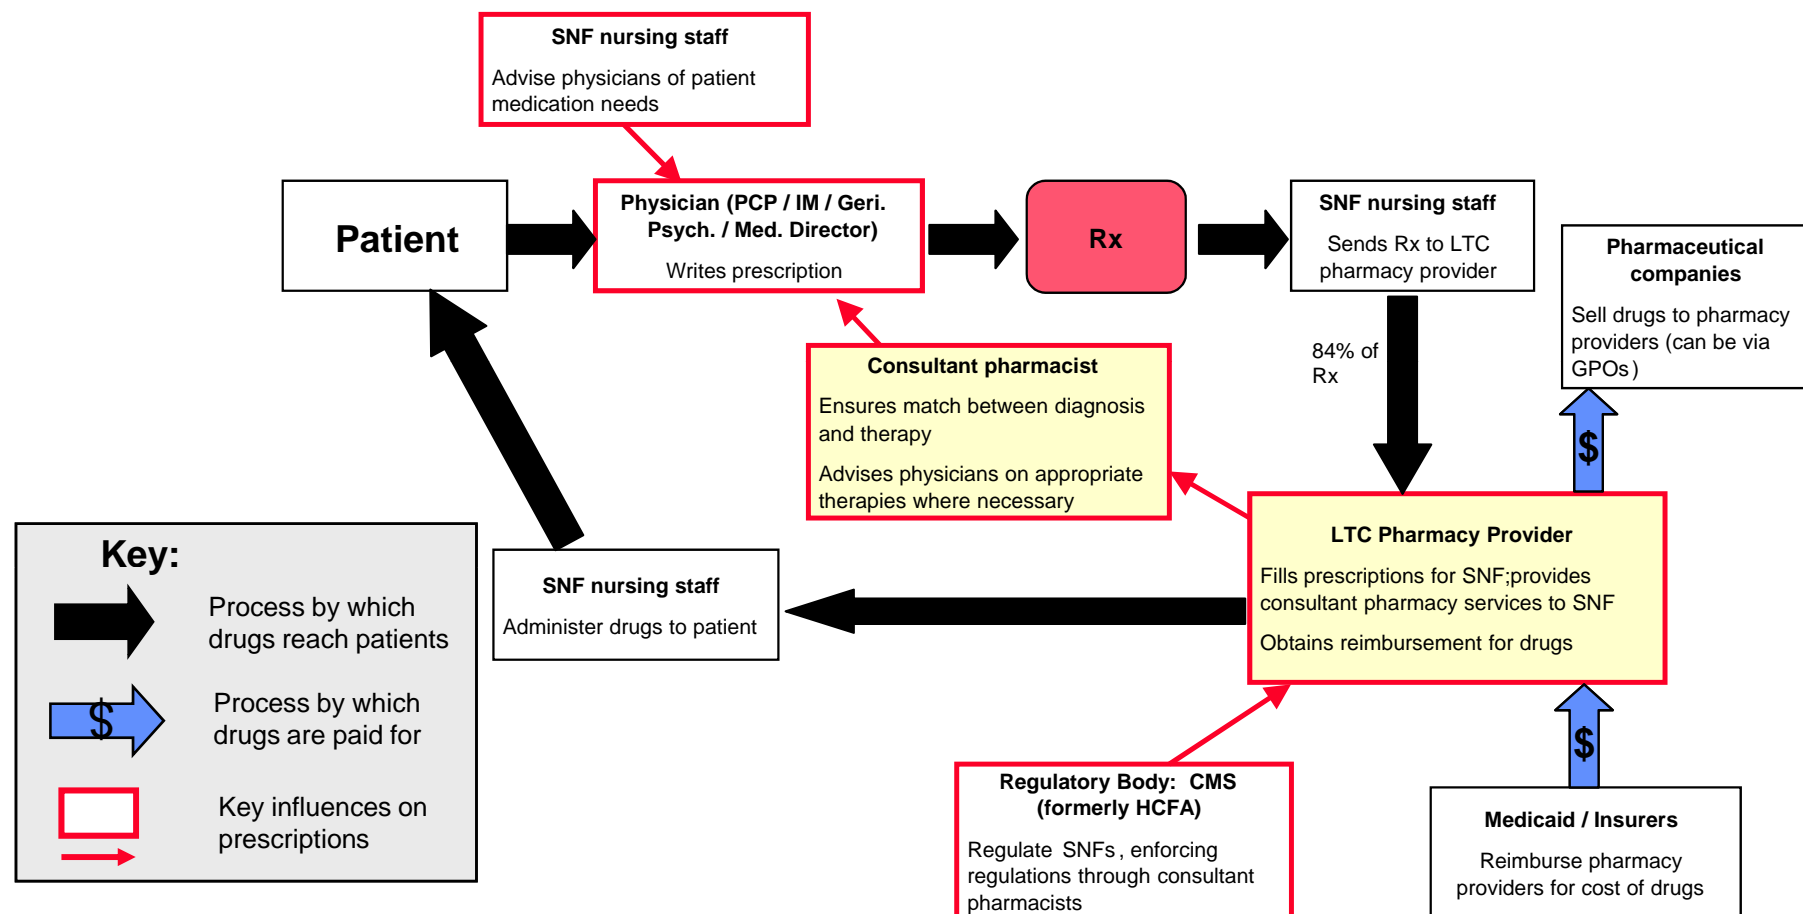 SNF nursing staff
Advise physicians of patient
medication needs
Patient
Physician (PCP / IM / Geri.
Psych. / Med. Director)
Writes prescription
Rx
SNF nursing staff
Sends Rx to LTC
pharmacy provider
Pharmaceutical
companies
Sell drugs to pharmacy
providers (can be via
GPOs)
84% of
Rx
$
Consultant pharmacist
Ensures match between diagnosis
and therapy
Advises physicians on appropriate
therapies where necessary
LTC Pharmacy Provider
Fills prescriptions for SNF;provides
consultant pharmacy services to SNF
Obtains reimbursement for drugs
SNF nursing staff
Administer drugs to patient
Key:
Process by which
drugs reach patients
$
Process by which
drugs are paid for
Key influences on
prescriptions
$
Regulatory Body: CMS
(formerly HCFA)
Regulate SNFs, enforcing
regulations through consultant
pharmacists
Medicaid / Insurers
Reimburse pharmacy
providers for cost of drugs